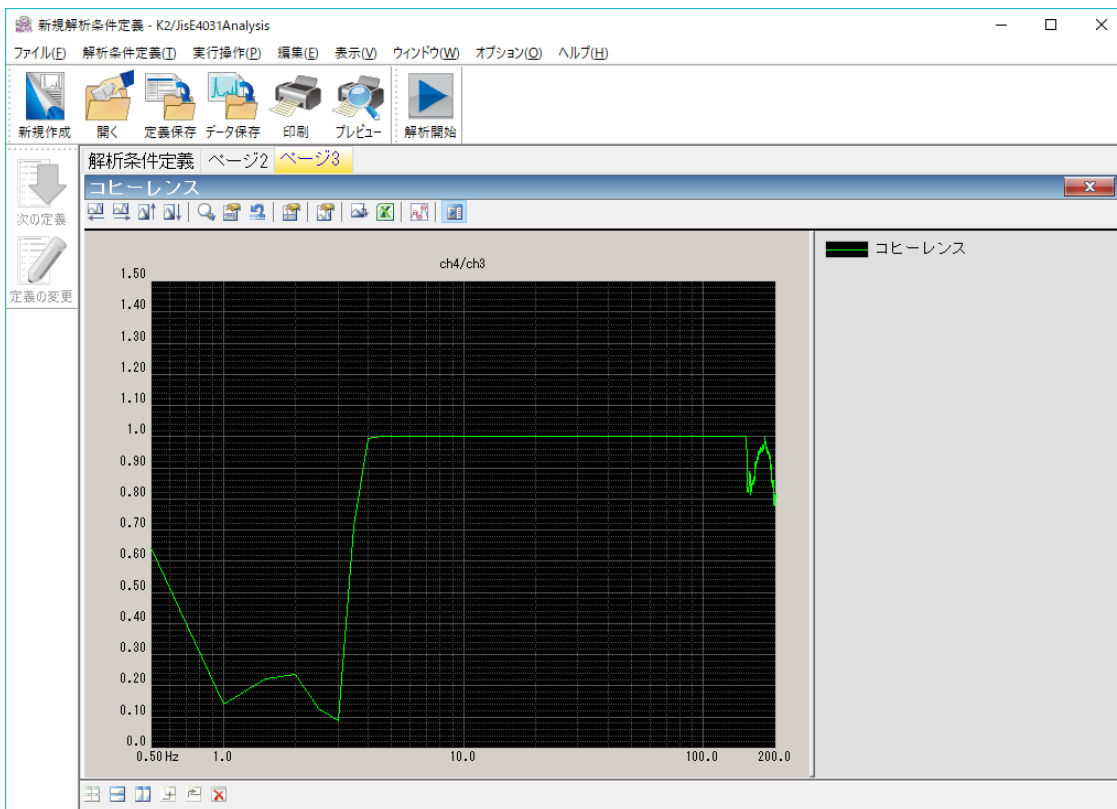 新規解析条件定義 - K2/JisE4031Analysis
ファイル(F) 解析条件定義(T) 実行操作(P) 編集(E) 表示(V) ウインドウ(W) オプション(O) ヘルプ(H)
新規作成 開く 定義保存 データ保存 印刷 プレビュー 解析開始
次の定義
定義の変更
解析条件定義 ページ2 ページ3
コヒーレンス
ch4/ch3
コヒーレンス
1.50
1.40
1.30
1.20
1.10
1.0
0.90
0.80
0.70
0.60
0.50
0.40
0.30
0.20
0.10
0.0
0.50Hz 1.0 10.0 100.0 200.0